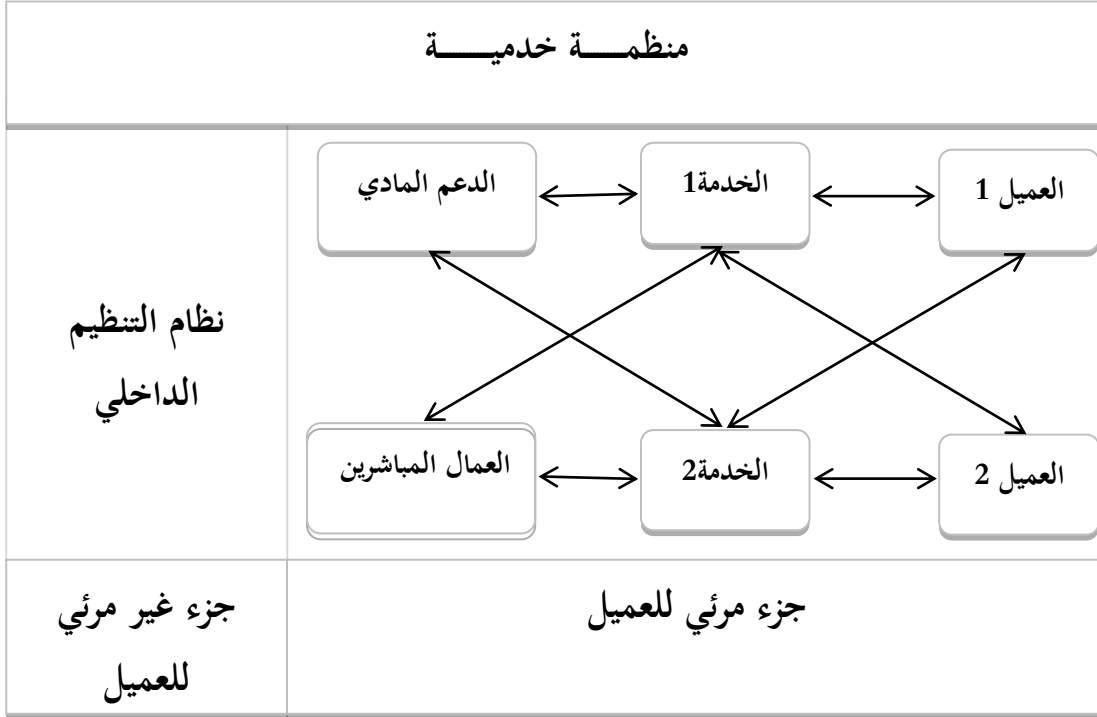 منظمـــــة خدميـــــة
العميل 1
الخدمة1
الدعم المادي
نظام التنظيم
الداخلي
العميل 2
الخدمة2
العمال المباشرين
جزء مرئي للعميل
جزء غير مرئي
للعميل